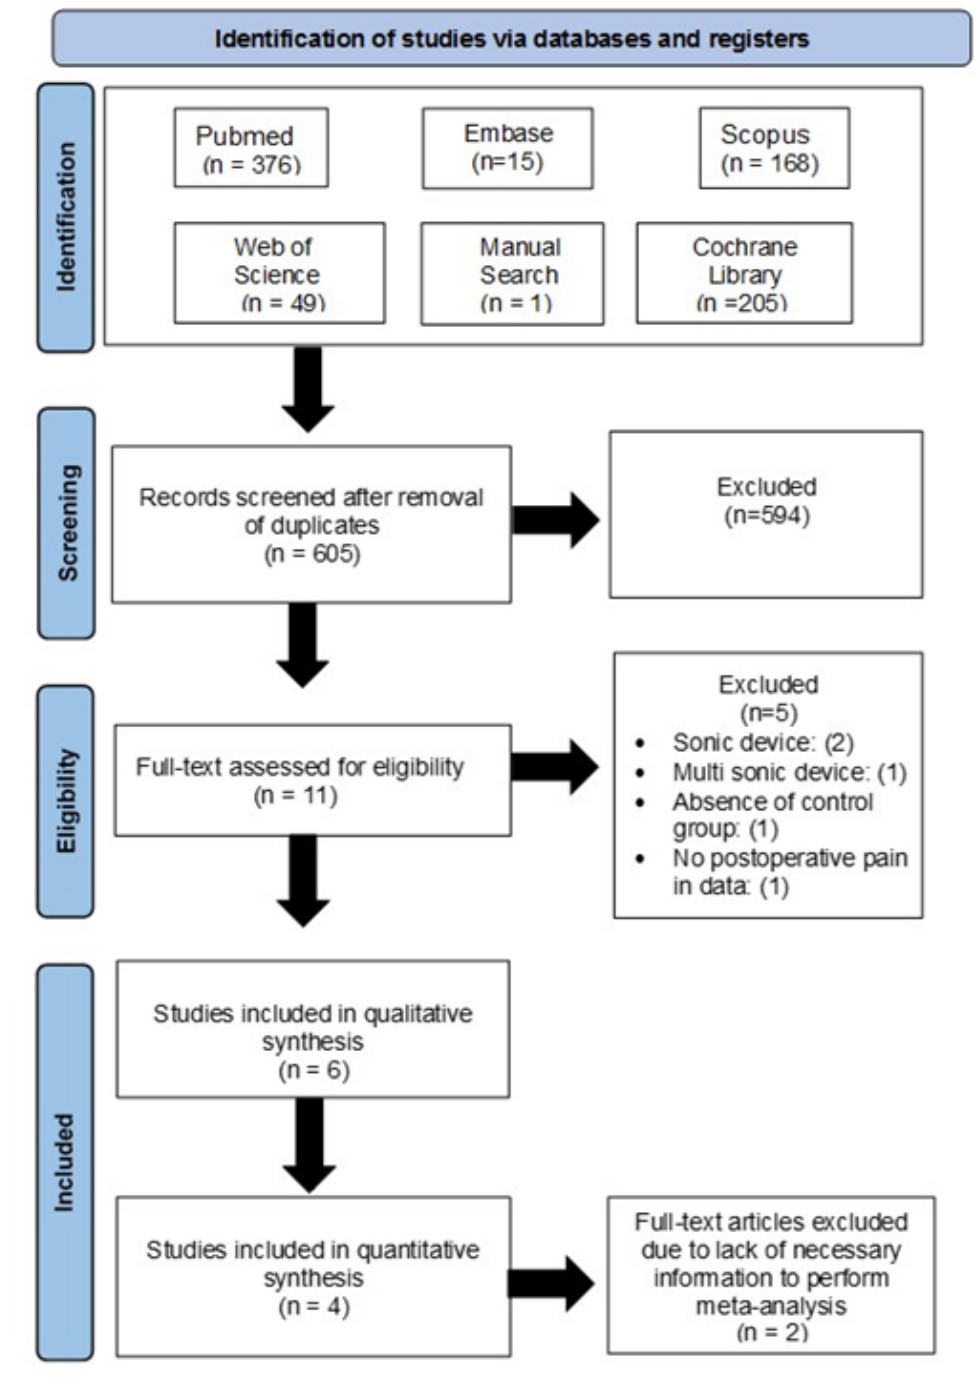 Identification of studies via databases and registers
Identification
Pubmed
(n = 376)
Embase
(n=15)
Scopus
(n = 168)
Web of
Science
(n = 49)
Manual
Search
(n = 1)
Cochrane
Library
(n =205)
Screening
Records screened after removal
of duplicates
(n = 605)
Excluded
(n=594)
Eligibility
Full-text assessed for eligibility
(n = 11)
Excluded
(n=5)
• Sonic device: (2)
• Multi sonic device: (1)
• Absence of control
group: (1)
• No postoperative pain
in data: (1)
Included
Studies included in qualitative
synthesis
(n = 6)
Studies included in quantitative
synthesis
(n = 4)
Full-text articles excluded
due to lack of necessary
information to perform
meta-analysis
(n = 2)